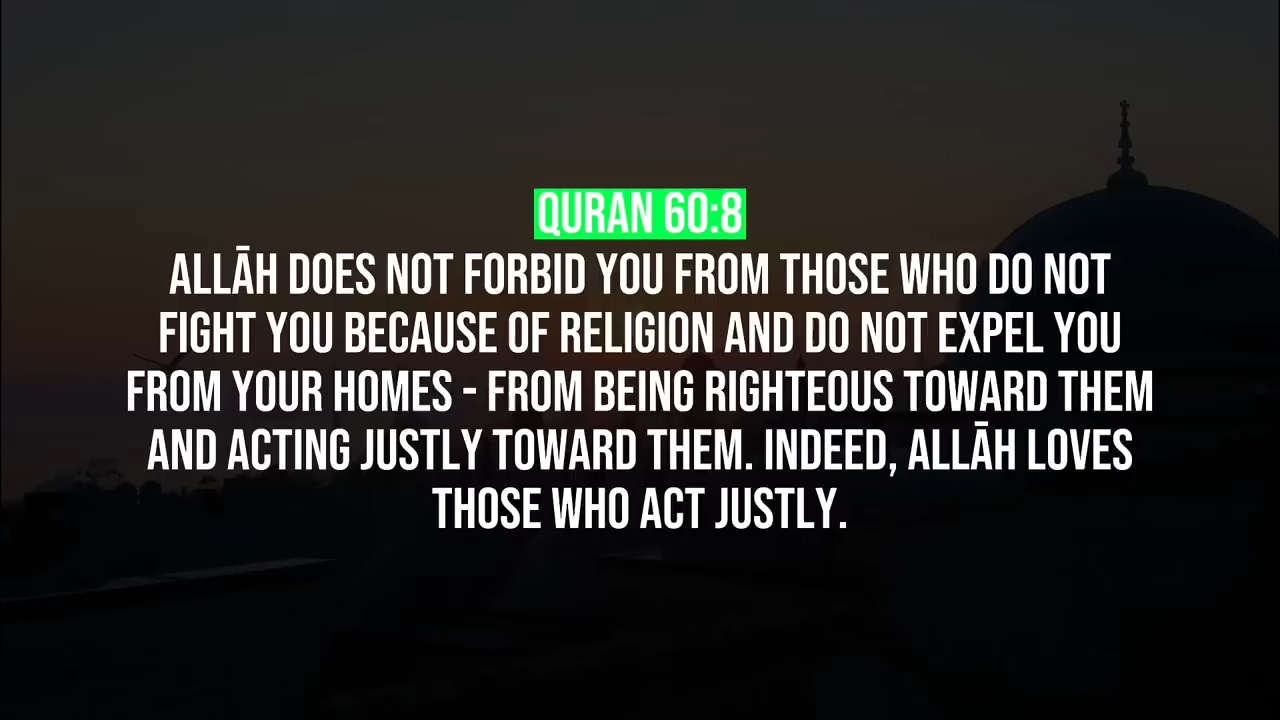 QURAN 60:8
ALLĀH DOES NOT FORBID YOU FROM THOSE WHO DO NOT
FIGHT YOU BECAUSE OF RELIGION AND DO NOT EXPEL YOU
FROM YOUR HOMES - FROM BEING RIGHTEOUS TOWARD THEM
AND ACTING JUSTLY TOWARD THEM. INDEED, ALLĀH LOVES
THOSE WHO ACT JUSTLY.